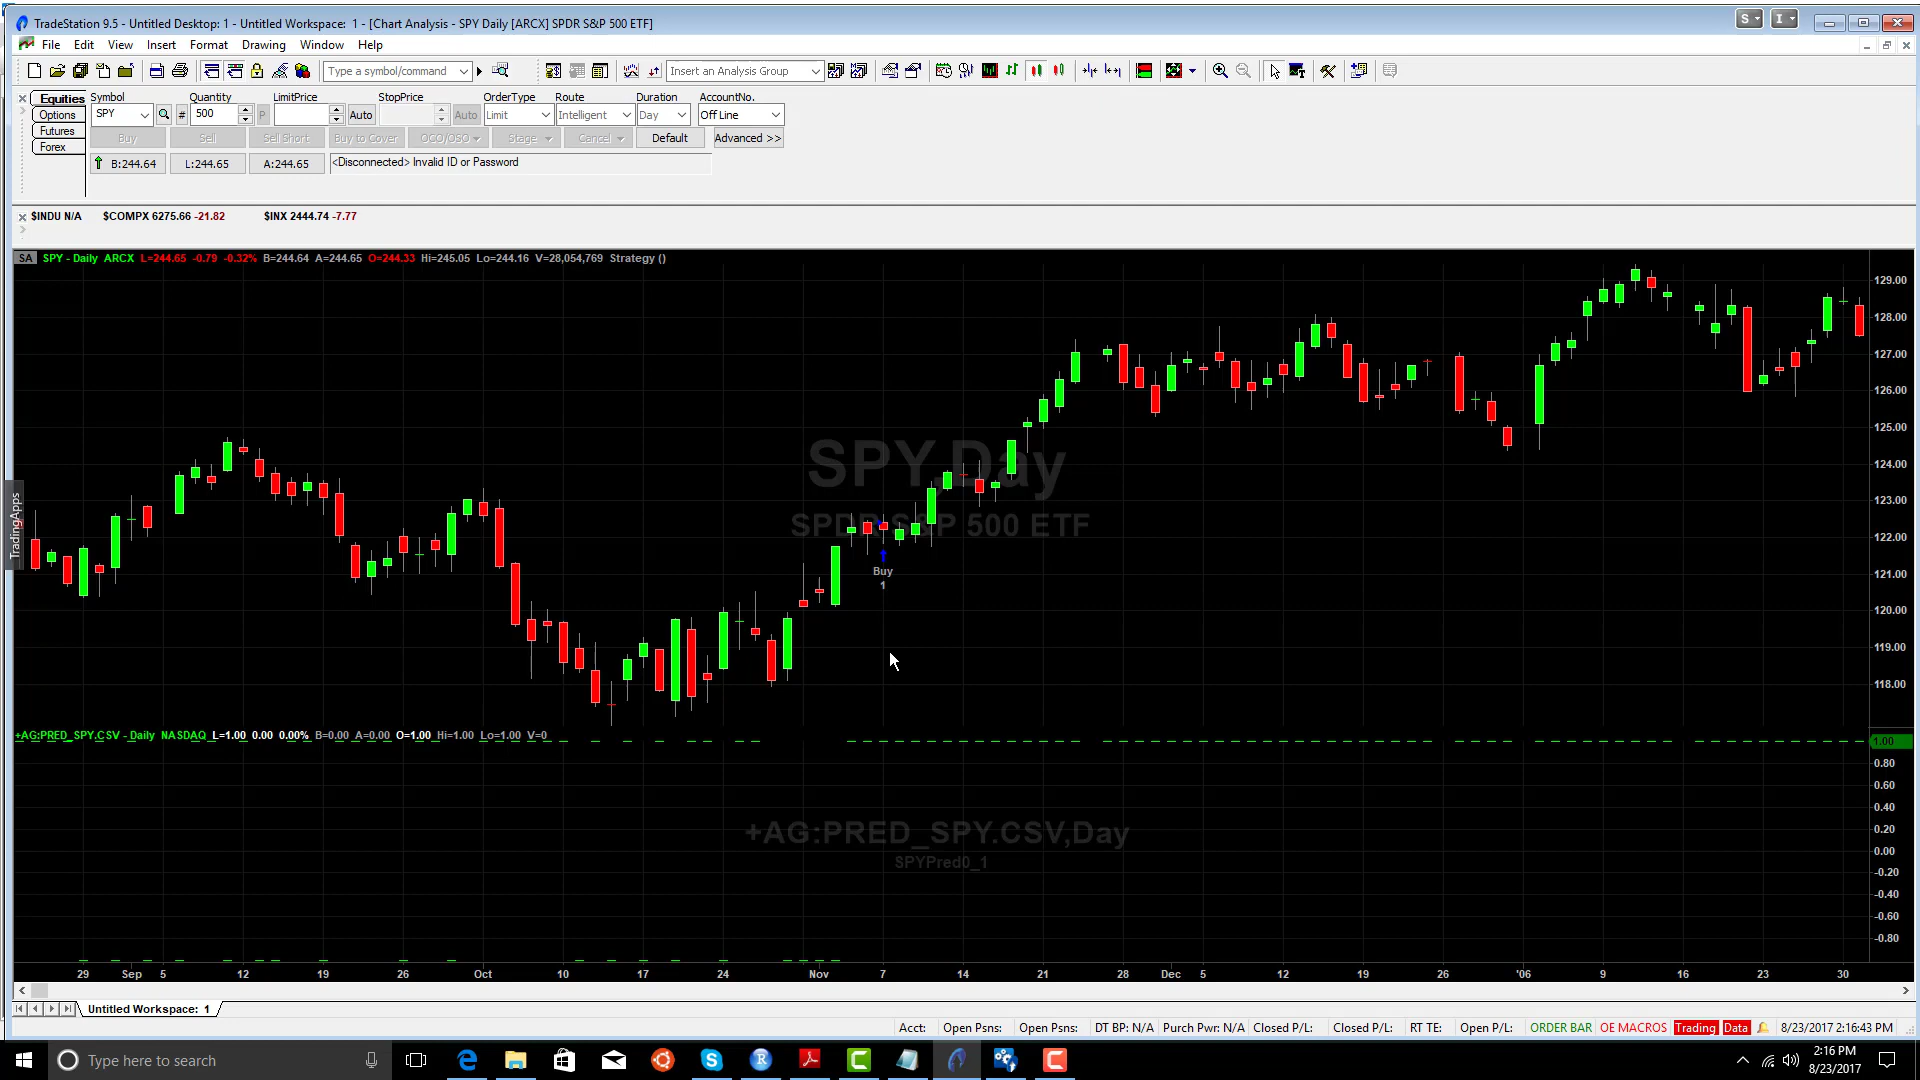 TradeStation 9.5 - Untitled Desktop: 1 - Untitled Workspace: 1 - [Chart Analysis - SPY Daily [ARCX] SPDR S&P 500 ETF]
S I
File Edit View Insert Format Drawing Window Help
Type a symbol/command Insert an Analysis Group
Equities Symbol Quantity LimitPrice StopPrice OrderType Route Duration AccountNo.
Options SPY # 500 P Auto Auto Limit Intelligent Day Off Line
Futures Buy Sell Sell Short Buy to Cover OCO/OSO Stage Cancel Default Advanced >>
Forex
B:244.64 L:244.65 A:244.65 <Disconnected> Invalid ID or Password
$INDU N/A $COMPX 6275.66 -21.82 $INX 2444.74 -7.77
SA SPY - Daily ARCX L=244.65 -0.79 -0.32% B=244.64 A=244.65 O=244.33 Hi=245.05 Lo=244.16 V=28,054,769 Strategy ()
129.00
128.00
127.00
126.00
125.00
124.00
123.00
122.00
121.00
120.00
119.00
118.00
SPY,Day
SPDR S&P 500 ETF
TradingApps
Buy
1
+AG:PRED_SPY.CSV - Daily NASDAQ L=1.00 0.00 0.00% B=0.00 A=0.00 O=1.00 Hi=1.00 Lo=1.00 V=0
1.00
0.80
0.60
0.40
0.20
0.00
-0.20
-0.40
-0.60
-0.80
+AG:PRED_SPY.CSV,Day
SPYPred0_1
29 Sep 5 12 19 26 Oct 10 17 24 Nov 7 14 21 28 Dec 5 12 19 26 '06 9 16 23 30
Untitled Workspace: 1
Acct: Open Psns: Open Psns: DT BP: N/A Purch Pwr: N/A Closed P/L: Closed P/L: RT TE: Open P/L: ORDER BAR OE MACROS Trading Data 8/23/2017 2:16:43 PM
Type here to search
2:16 PM
8/23/2017